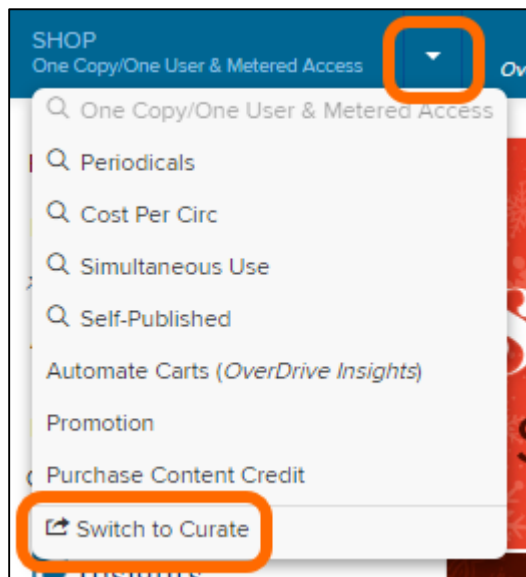 SHOP
One Copy/One User & Metered Access
Ov
One Copy/One User & Metered Access
Periodicals
Cost Per Circ
Simultaneous Use
Self-Published
Automate Carts (OverDrive Insights)
Promotion
Purchase Content Credit
Switch to Curate